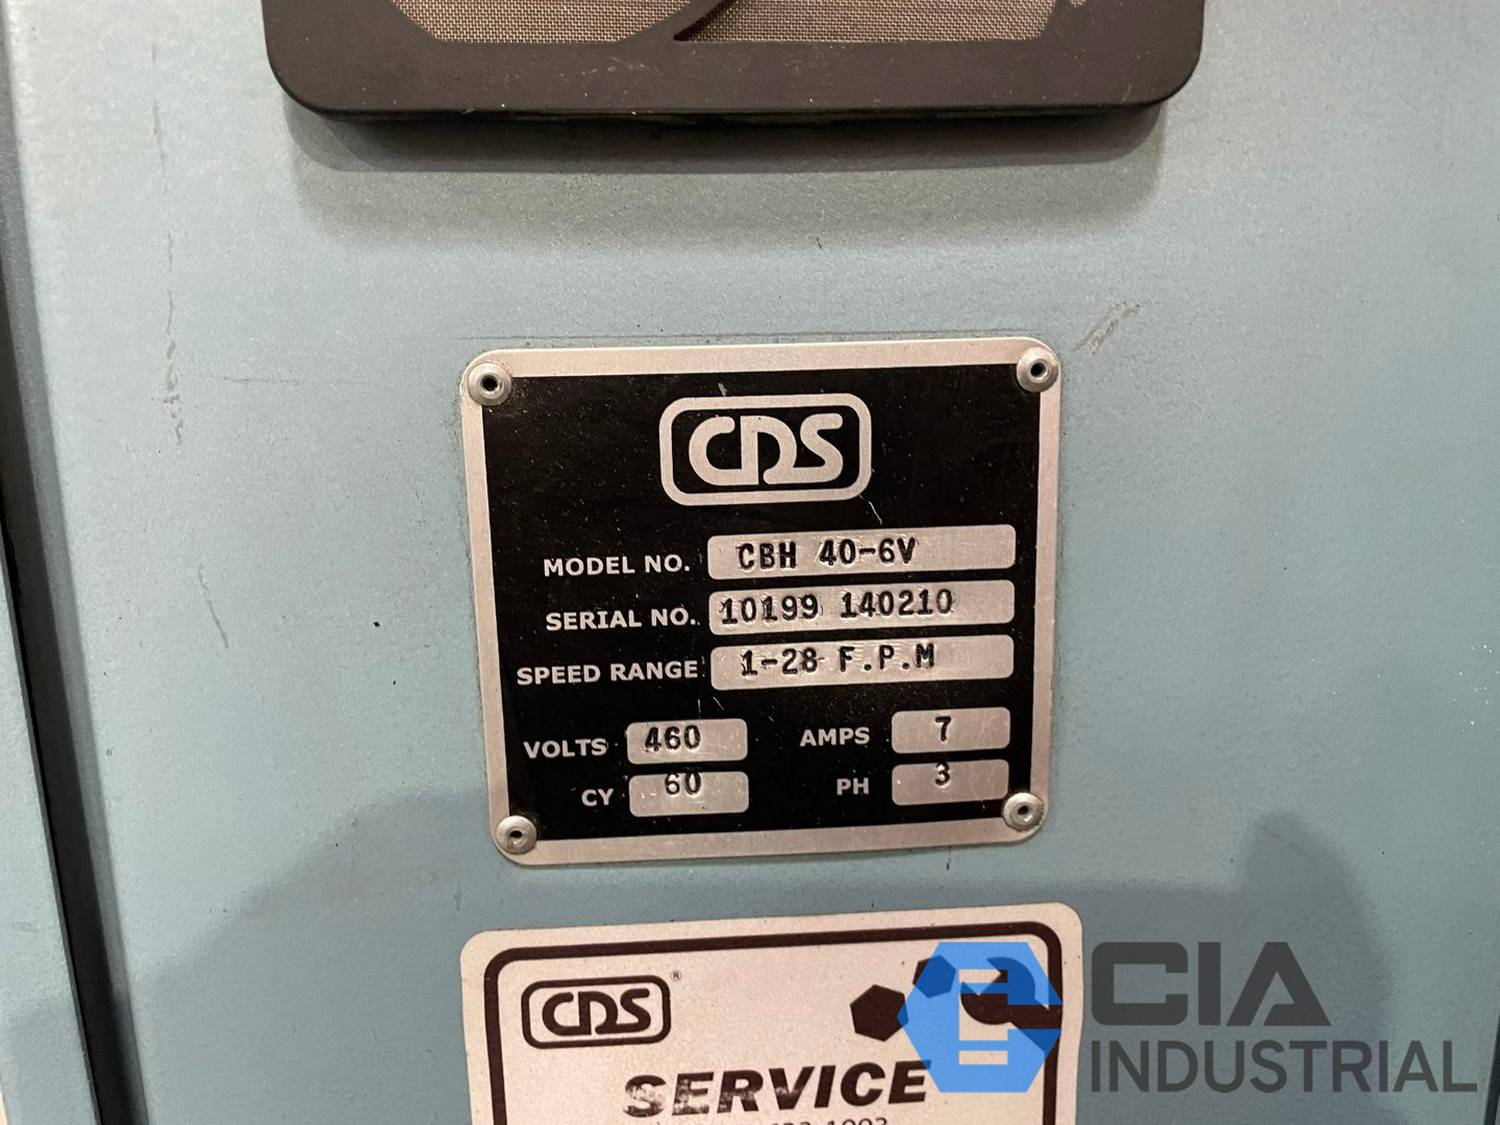 CDS
MODEL NO. CBH 40-6V
SERIAL NO. 10199 140210
SPEED RANGE 1-28 F.P.M
VOLTS 460 AMPS 7
CY 60 PH 3
CDS®
SERVICE
CIA
INDUSTRIAL